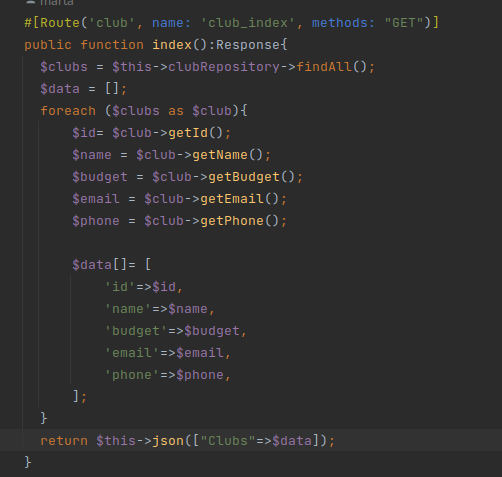 marta
#[Route('club', name: 'club_index', methods: "GET")]
public function index():Response{
  $clubs = $this->clubRepository->findAll();
  $data = [];
  foreach ($clubs as $club){
      $id= $club->getId();
      $name = $club->getName();
      $budget = $club->getBudget();
      $email = $club->getEmail();
      $phone = $club->getPhone();

      $data[]= [
          'id'=>$id,
          'name'=>$name,
          'budget'=>$budget,
          'email'=>$email,
          'phone'=>$phone,
      ];
  }
  return $this->json(["Clubs"=>$data]);
}